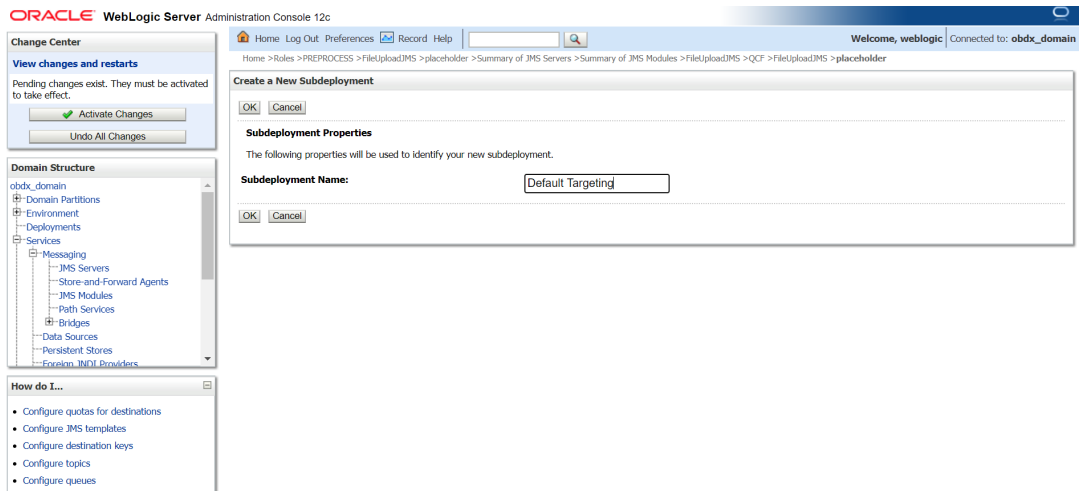 ORACLE WebLogic Server Administration Console 12c
Change Center
View changes and restarts
Pending changes exist. They must be activated
to take effect.
Activate Changes
Undo All Changes
Domain Structure
obdx_domain
Domain Partitions
Environment
Deployments
Services
Messaging
JMS Servers
Store-and-Forward Agents
JMS Modules
Path Services
Bridges
Data Sources
Persistent Stores
Foreign JNDI Providers
How do I...
Configure quotas for destinations
Configure JMS templates
Configure destination keys
Configure topics
Configure queues
Home Log Out Preferences Record Help
Welcome, weblogic Connected to: obdx_domain
Home >Roles >PREPROCESS >FileUploadJMS >placeholder >Summary of JMS Servers >Summary of JMS Modules >FileUploadJMS >QCF >FileUploadJMS >placeholder
Create a New Subdeployment
OK Cancel
Subdeployment Properties
The following properties will be used to identify your new subdeployment.
Subdeployment Name: Default Targeting
OK Cancel